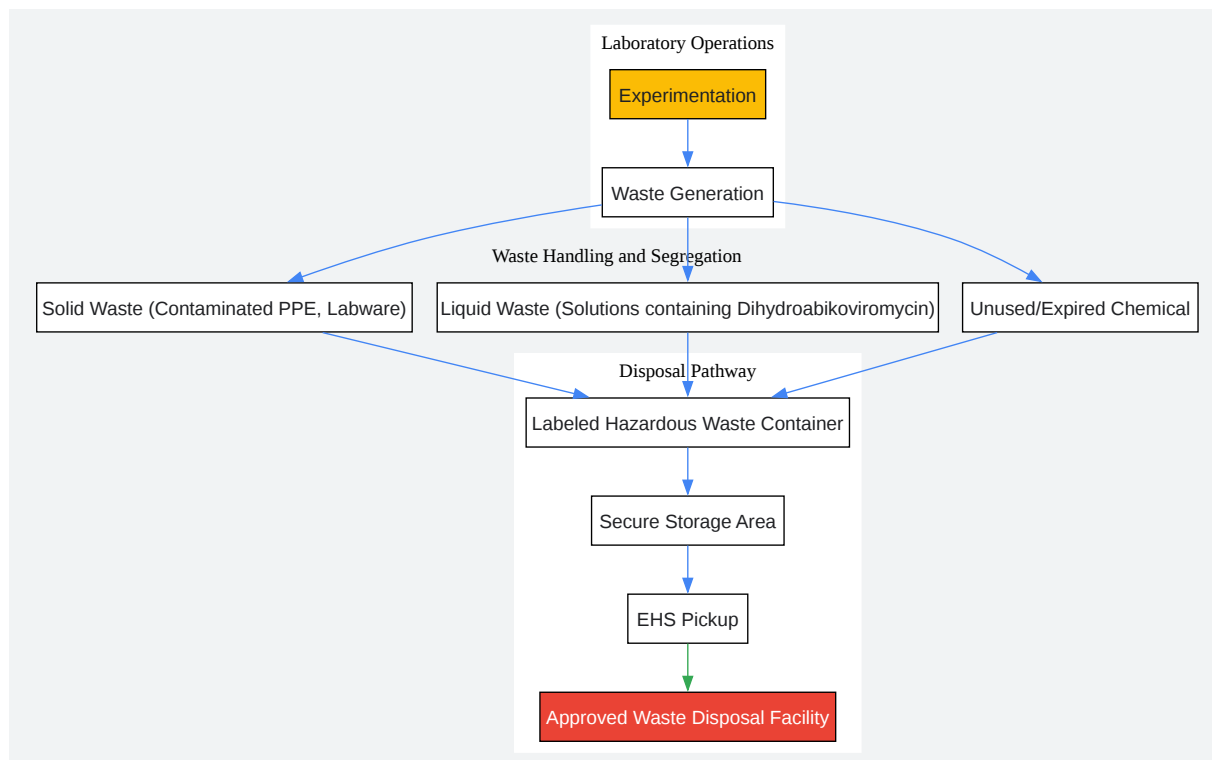 Laboratory Operations
Experimentation
Waste Generation
Waste Handling and Segregation
Solid Waste (Contaminated PPE, Labware)
Liquid Waste (Solutions containing Dihydroabikoviromycin)
Unused/Expired Chemical
Disposal Pathway
Labeled Hazardous Waste Container
Secure Storage Area
EHS Pickup
Approved Waste Disposal Facility